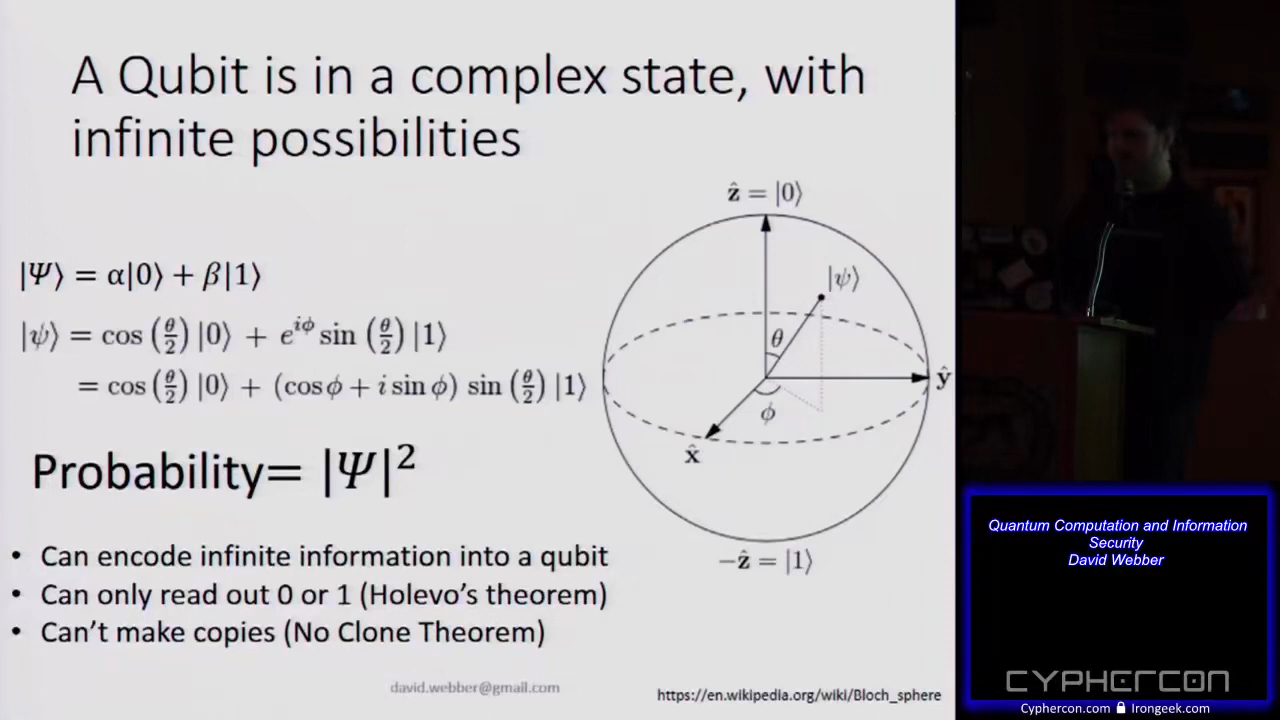 A Qubit is in a complex state, with
infinite possibilities
|Ψ⟩ = α|0⟩ + β|1⟩
|ψ⟩ = cos (θ/2) |0⟩ + e^{iϕ} sin (θ/2) |1⟩
= cos (θ/2) |0⟩ + (cos ϕ + i sin ϕ) sin (θ/2) |1⟩
Probability= |Ψ|²
• Can encode infinite information into a qubit
• Can only read out 0 or 1 (Holevo’s theorem)
• Can’t make copies (No Clone Theorem)
ẑ = |0⟩
|ψ⟩
θ
ŷ
ϕ
x̂
−ẑ = |1⟩
david.webber@gmail.com
https://en.wikipedia.org/wiki/Bloch_sphere
Quantum Computation and Information
Security
David Webber
CYPHERCON
Cyphercon.com Irongeek.com